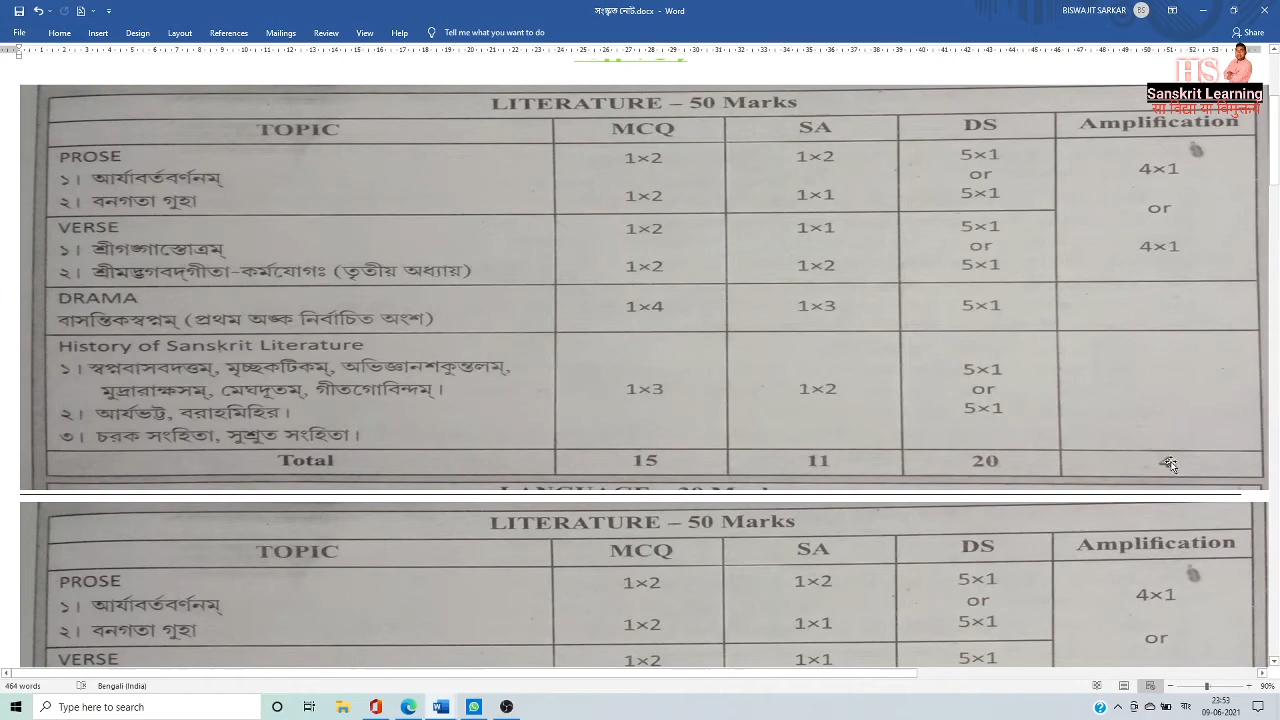 সংস্কৃত নোট.docx - Word
BISWAJIT SARKAR BS
File Home Insert Design Layout References Mailings Review View Help Tell me what you want to do Share
HS
Sanskrit Learning
सा विद्या या विमुक्तये
LITERATURE – 50 Marks
TOPIC MCQ SA DS Amplification
PROSE 1×2 1×2 5×1 4×1
১। আর্যাবর্তবর্ণনম্ or
২। বনগতা গুহা 1×2 1×1 5×1 or
VERSE 1×2 1×1 5×1
১। শ্রীগঙ্গাস্তোত্রম্ or 4×1
২। শ্রীমদ্ভগবদ্‌গীতা-কর্মযোগঃ (তৃতীয় অধ্যায়) 1×2 1×2 5×1
DRAMA 1×4 1×3 5×1
বাসন্তিকস্বপ্নম্ (প্রথম অঙ্ক নির্বাচিত অংশ)
History of Sanskrit Literature
১। স্বপ্নবাসবদত্তম্, মৃচ্ছকটিকম্, অভিজ্ঞানশকুন্তলম্, 5×1
মুদ্রারাক্ষসম্, মেঘদূতম্, গীতগোবিন্দম্। 1×3 1×2 or
২। আর্যভট্ট, বরাহমিহির। 5×1
৩। চরক সংহিতা, সুশ্রুত সংহিতা।
Total 15 11 20 4
LITERATURE – 50 Marks
TOPIC MCQ SA DS Amplification
PROSE 1×2 1×2 5×1 4×1
১। আর্যাবর্তবর্ণনম্ or
২। বনগতা গুহা 1×2 1×1 5×1 or
VERSE 1×2 1×1 5×1
464 words Bengali (India) 90%
Type here to search
23:53
09-06-2021